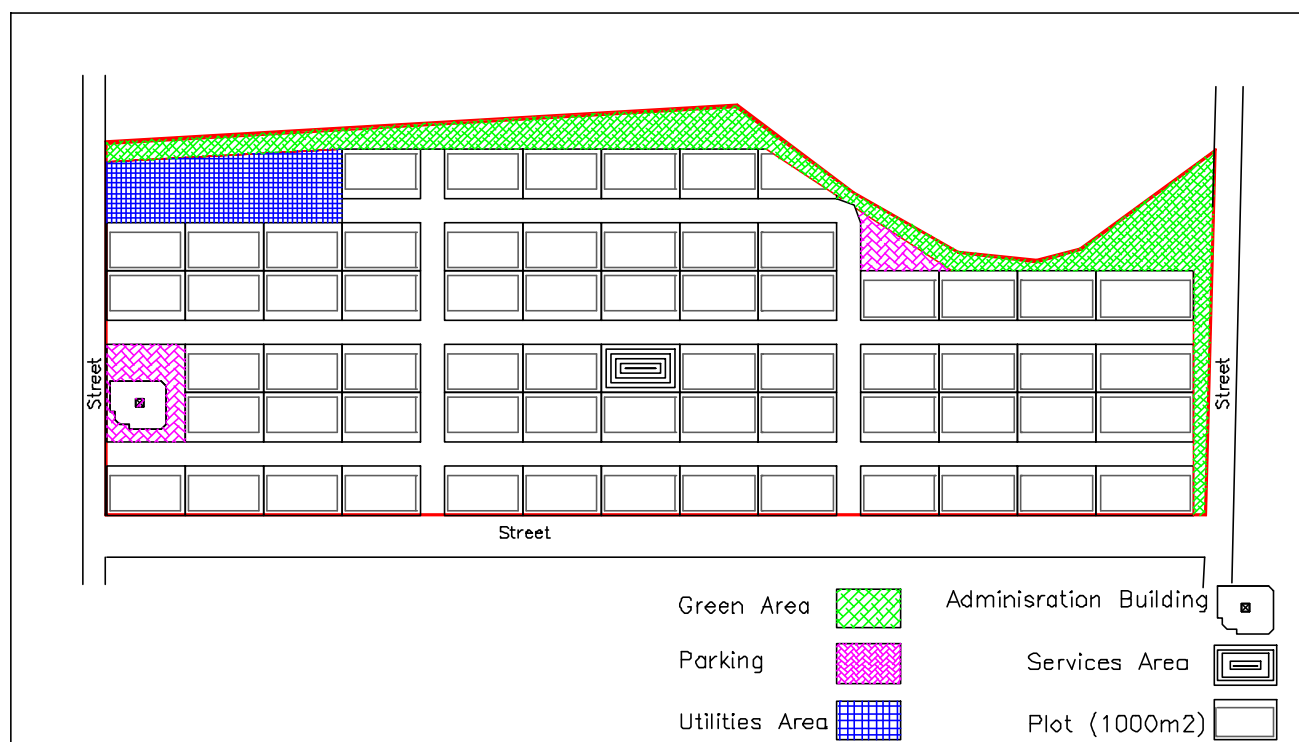 Street
Street
Street
Green Area
Adminisration Building
Parking
Services Area
Utilities Area
Plot (1000m2)